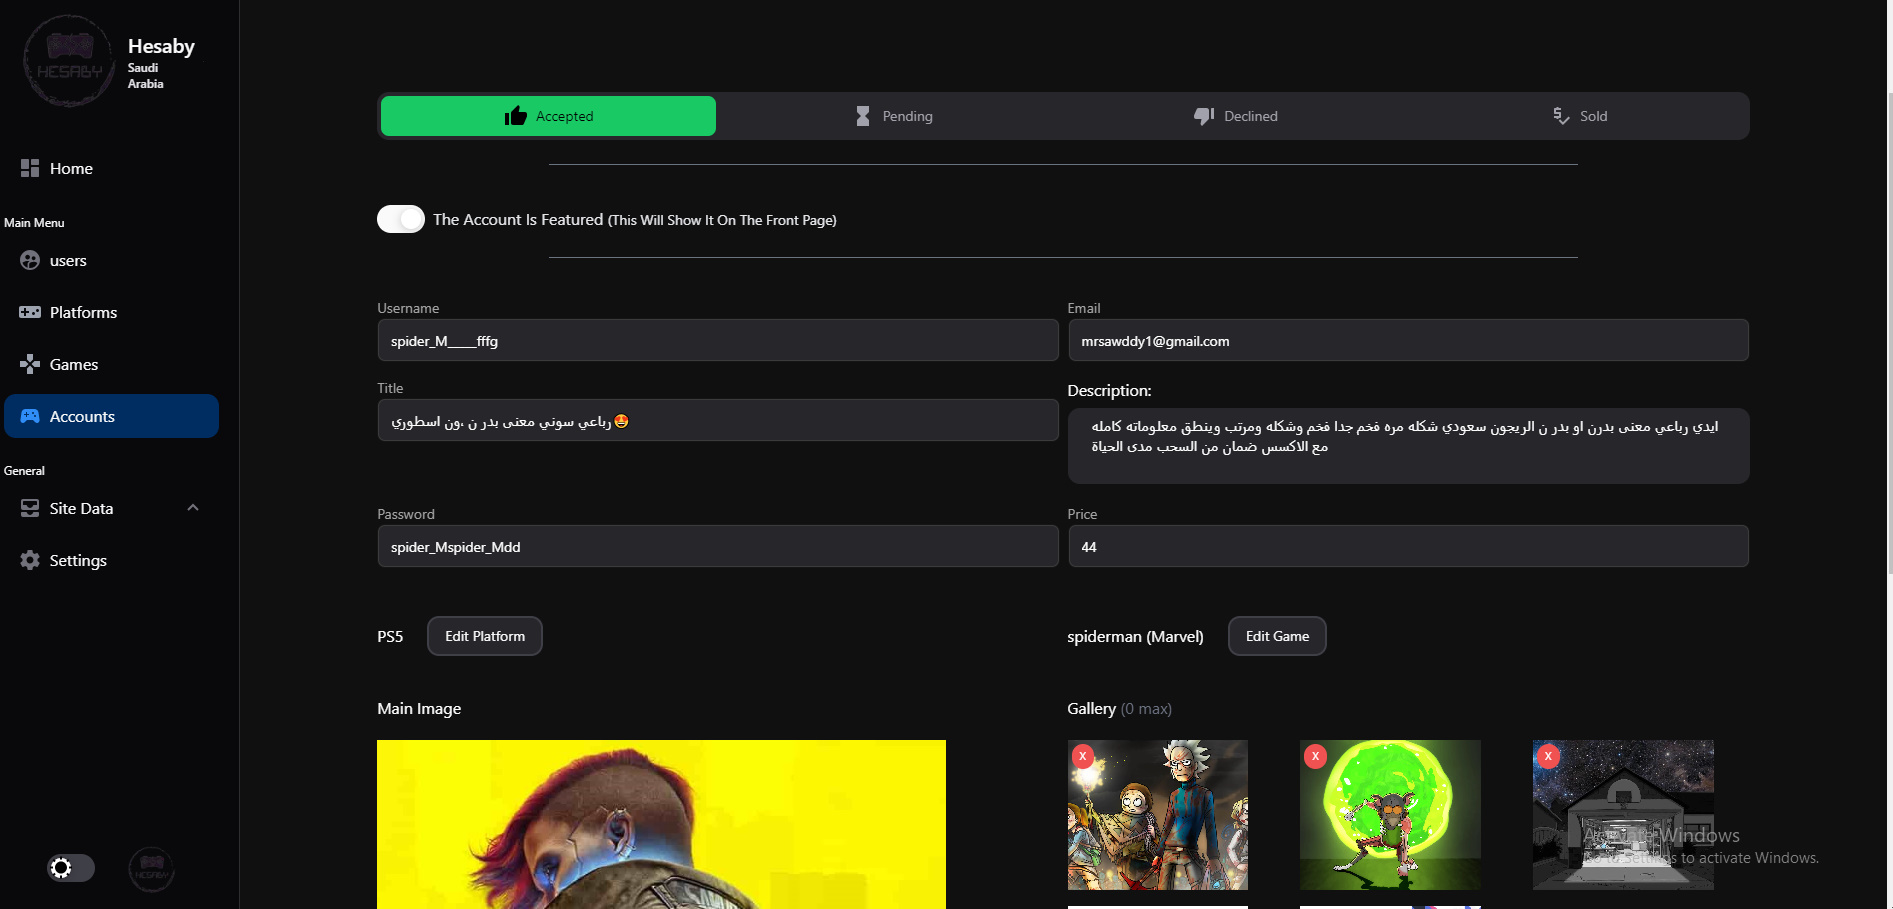 HESABY
Hesaby
Saudi
Arabia
Home
Main Menu
users
Platforms
Games
Accounts
General
Site Data
Settings
HESABY
Accepted
Pending
Declined
Sold
The Account Is Featured (This Will Show It On The Front Page)
Username
spider_M_____fffg
Email
mrsawddy1@gmail.com
Title
رباعي سوني معنى بدر ن ,ون اسطوري🤩
Description:
ايدي رباعي معنى بدرن او بدر ن الريجون سعودي شكله مره فخم جدا فخم وشكله ومرتب وينطق معلوماته كامله
مع الاكسس ضمان من السحب مدى الحياة
Password
spider_Mspider_Mdd
Price
44
PS5
Edit Platform
spiderman (Marvel)
Edit Game
Main Image
Gallery (0 max)
X
X
X
Activate Windows
Go to Settings to activate Windows.